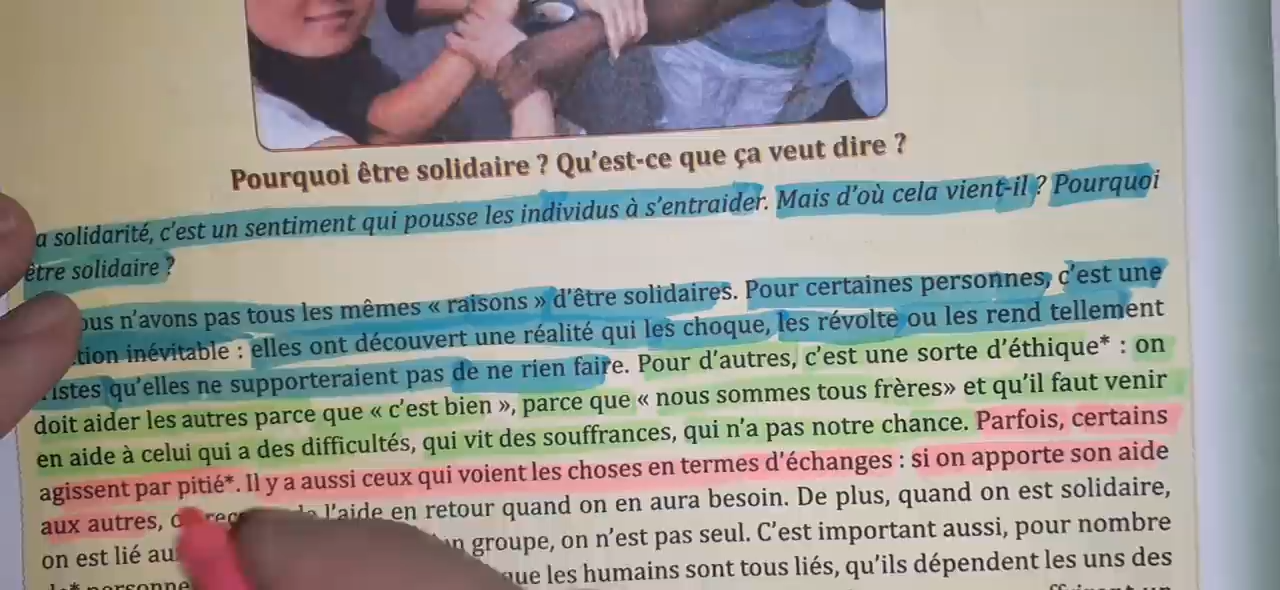 Pourquoi être solidaire ? Qu'est-ce que ça veut dire ?
a solidarité, c'est un sentiment qui pousse les individus à s'entraider. Mais d'où cela vient-il ? Pourquoi
être solidaire ?
ous n'avons pas tous les mêmes « raisons » d'être solidaires. Pour certaines personnes, c'est une
tion inévitable : elles ont découvert une réalité qui les choque, les révolte ou les rend tellement
istes qu'elles ne supporteraient pas de ne rien faire. Pour d'autres, c'est une sorte d'éthique* : on
doit aider les autres parce que « c'est bien », parce que « nous sommes tous frères» et qu'il faut venir
en aide à celui qui a des difficultés, qui vit des souffrances, qui n'a pas notre chance. Parfois, certains
agissent par pitié*. Il y a aussi ceux qui voient les choses en termes d'échanges : si on apporte son aide
aux autres, l'aide en retour quand on en aura besoin. De plus, quand on est solidaire,
on est lié au groupe, on n'est pas seul. C'est important aussi, pour nombre
personne que les humains sont tous liés, qu'ils dépendent les uns des